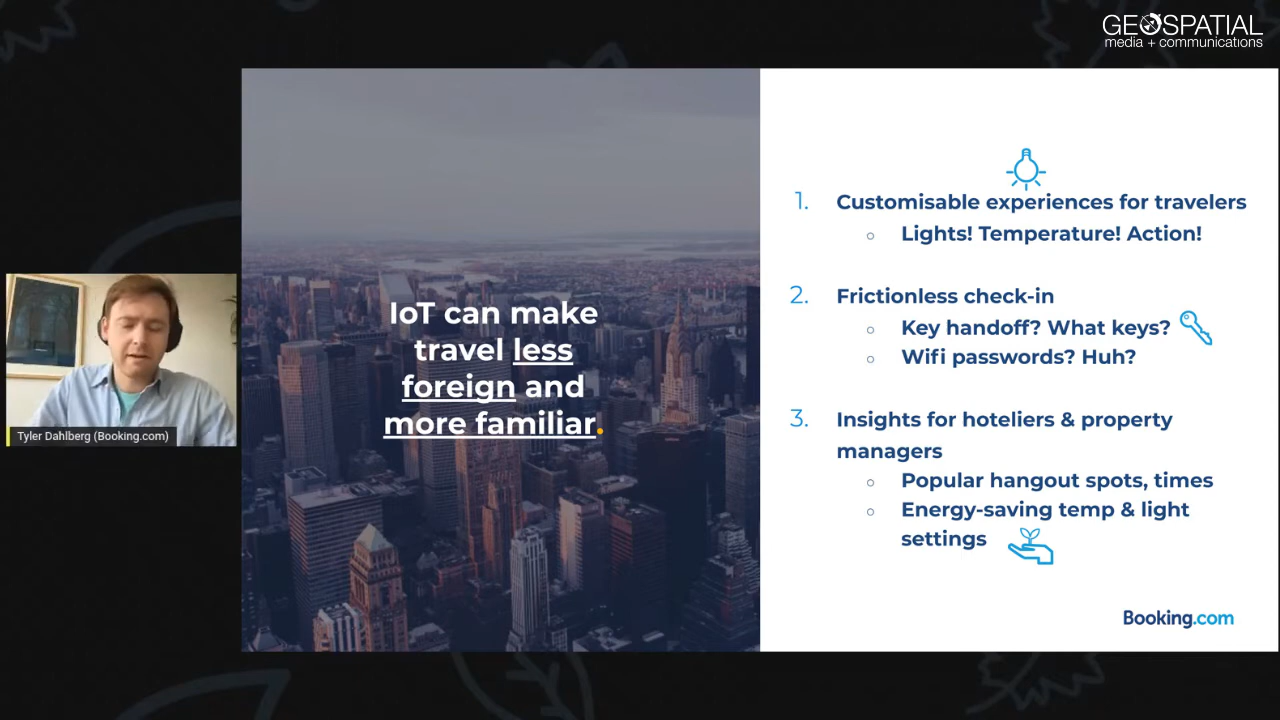 GEOSPATIAL
media + communications
IoT can make
travel less
foreign and
more familiar.
1. Customisable experiences for travelers
○ Lights! Temperature! Action!
2. Frictionless check-in
○ Key handoff? What keys?
○ Wifi passwords? Huh?
3. Insights for hoteliers & property
managers
○ Popular hangout spots, times
○ Energy-saving temp & light
settings
Booking.com
Tyler Dahlberg (Booking.com)